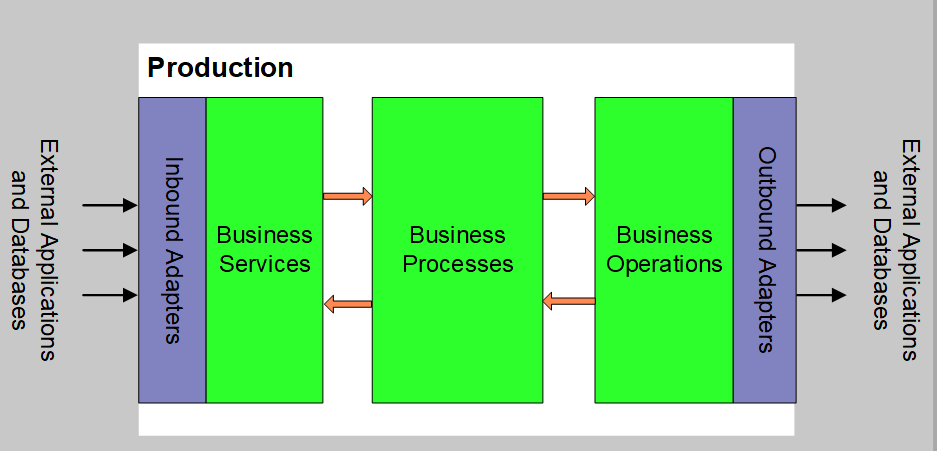 Production
External Applications
and Databases
Inbound Adapters
Business
Services
Business
Processes
Business
Operations
Outbound Adapters
External Applications
and Databases